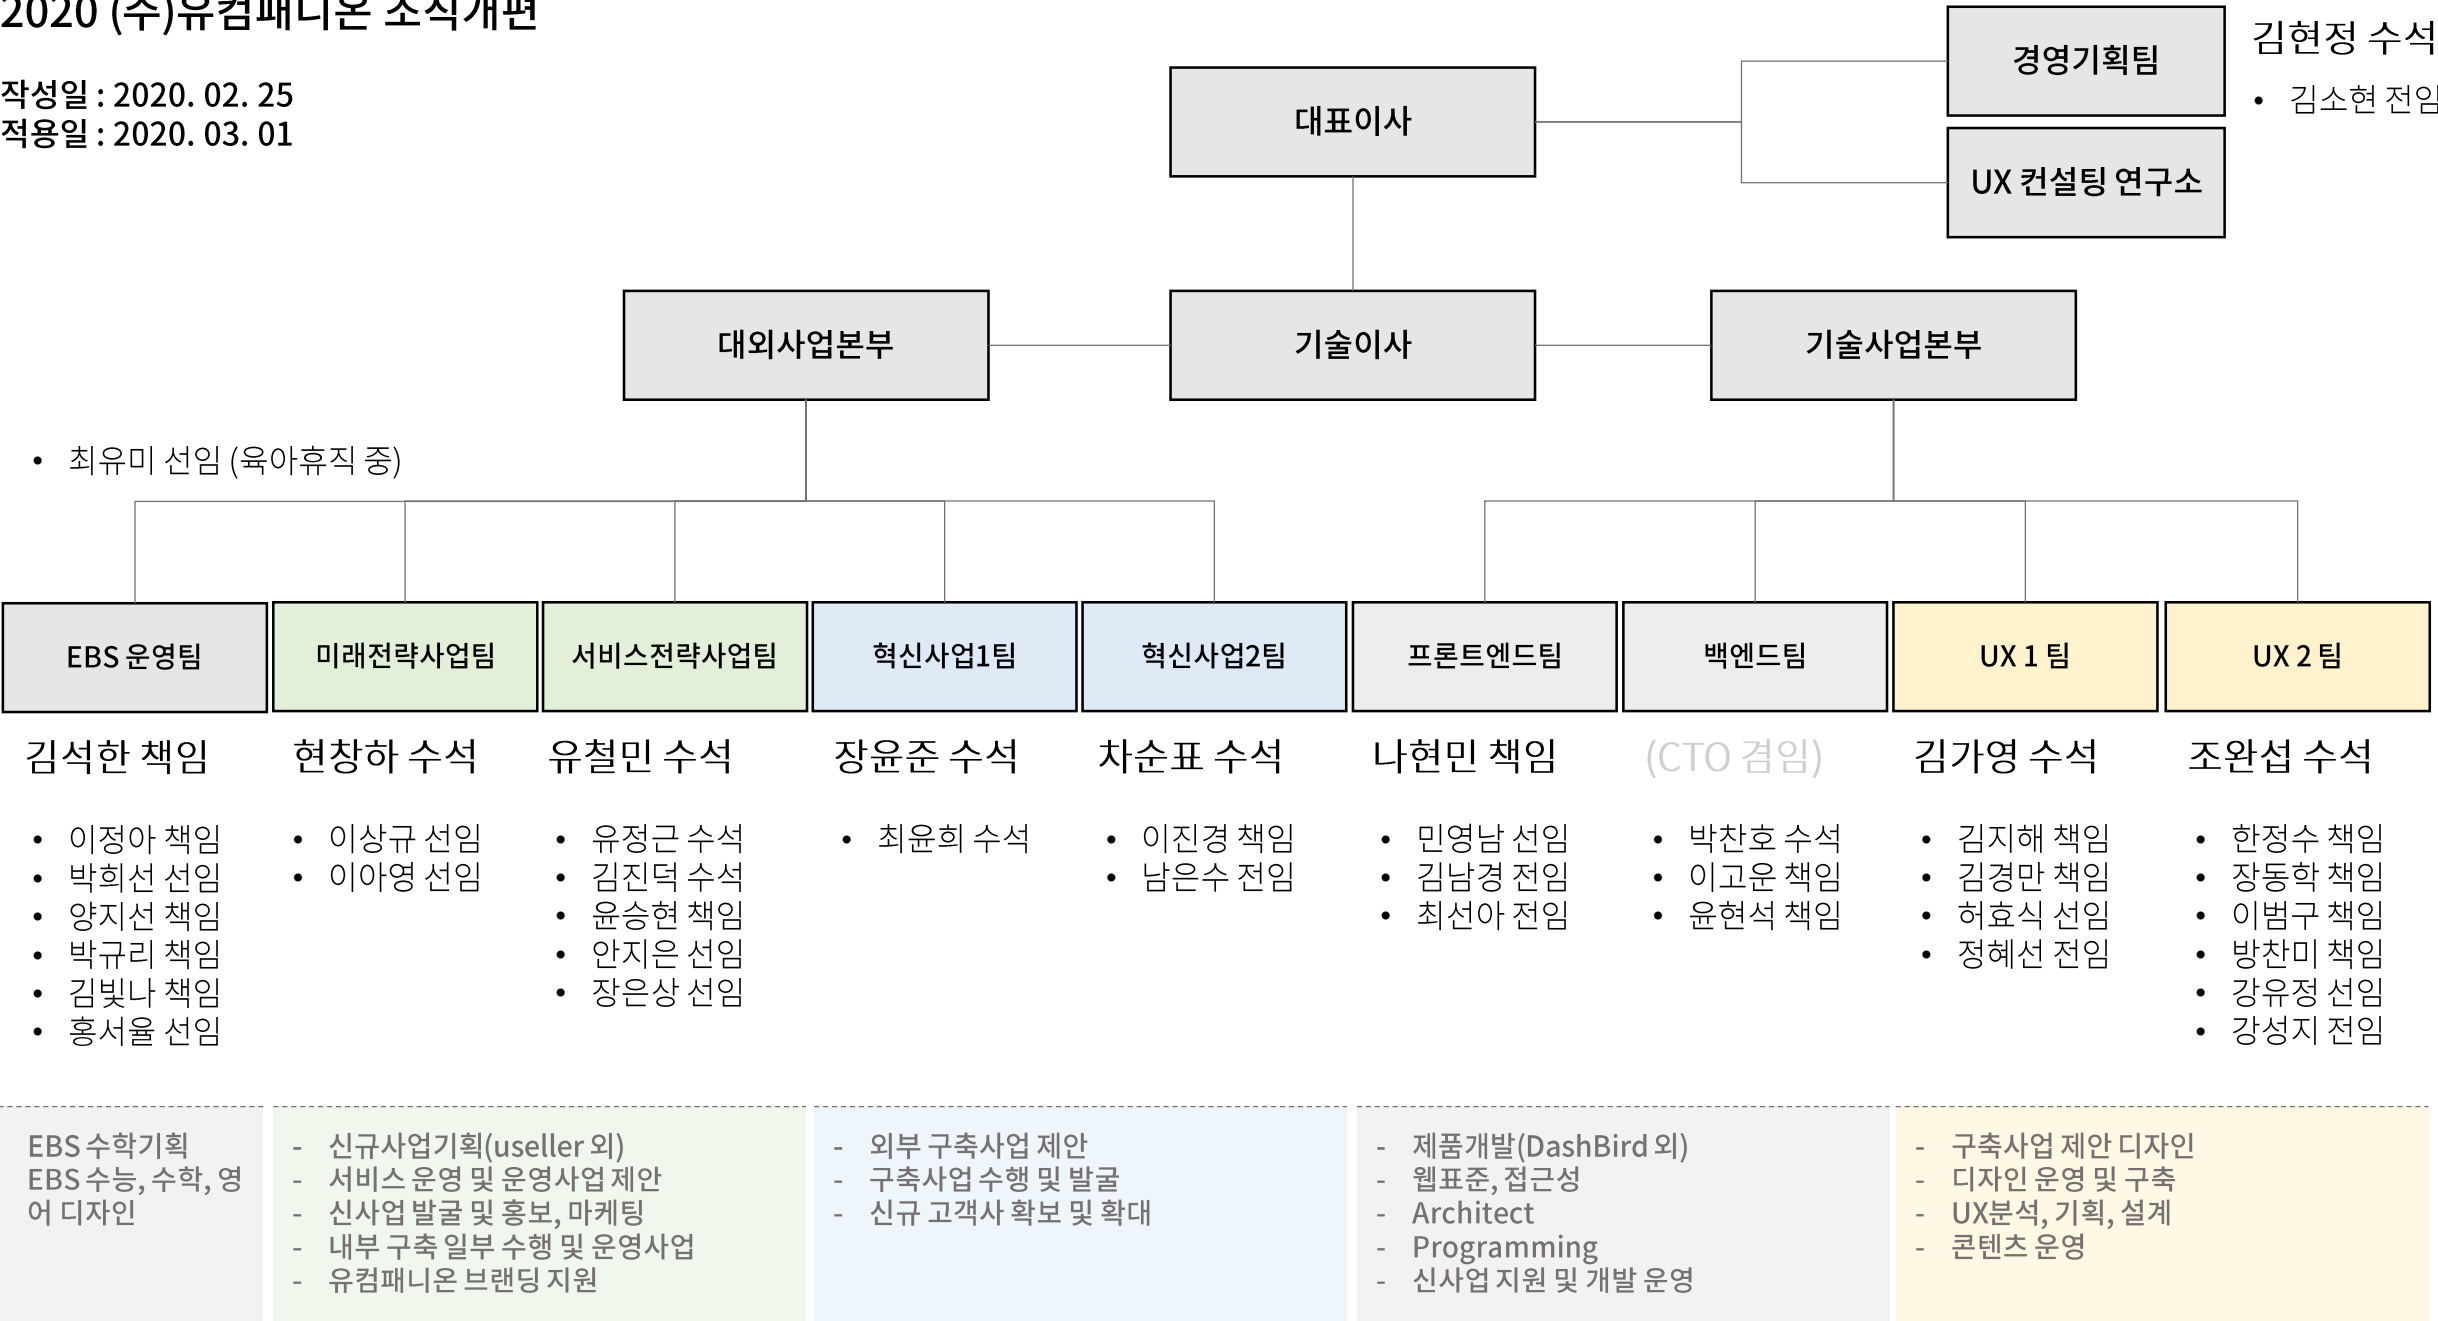 2020 (주)유컴패니온 조직개편
작성일 : 2020. 02. 25
적용일 : 2020. 03. 01
대표이사
경영기획팀
김현정 수석
• 김소현 전임
UX 컨설팅 연구소
대외사업본부
기술이사
기술사업본부
• 최유미 선임 (육아휴직 중)
EBS 운영팀
김석한 책임
• 이정아 책임
• 박희선 선임
• 양지선 책임
• 박규리 책임
• 김빛나 책임
• 홍서율 선임
미래전략사업팀
현창하 수석
• 이상규 선임
• 이아영 선임
서비스전략사업팀
유철민 수석
• 유정근 수석
• 김진덕 수석
• 윤승현 책임
• 안지은 선임
• 장은상 선임
혁신사업1팀
장윤준 수석
• 최윤희 수석
혁신사업2팀
차순표 수석
• 이진경 책임
• 남은수 전임
프론트엔드팀
나현민 책임
• 민영남 선임
• 김남경 전임
• 최선아 전임
백엔드팀
(CTO 겸임)
• 박찬호 수석
• 이고운 책임
• 윤현석 책임
UX 1 팀
김가영 수석
• 김지해 책임
• 김경만 책임
• 허효식 선임
• 정혜선 전임
UX 2 팀
조완섭 수석
• 한정수 책임
• 장동학 책임
• 이범구 책임
• 방찬미 책임
• 강유정 선임
• 강성지 전임
EBS 수학기획
EBS 수능, 수학, 영
어 디자인
- 신규사업기획(useller 외)
- 서비스 운영 및 운영사업 제안
- 신사업 발굴 및 홍보, 마케팅
- 내부 구축 일부 수행 및 운영사업
- 유컴패니온 브랜딩 지원
- 외부 구축사업 제안
- 구축사업 수행 및 발굴
- 신규 고객사 확보 및 확대
- 제품개발(DashBird 외)
- 웹표준, 접근성
- Architect
- Programming
- 신사업 지원 및 개발 운영
- 구축사업 제안 디자인
- 디자인 운영 및 구축
- UX분석, 기획, 설계
- 콘텐츠 운영